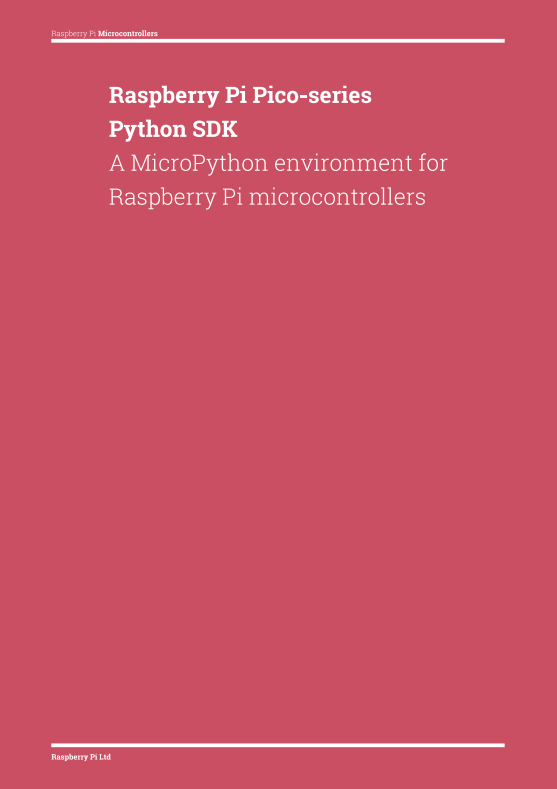 Raspberry Pi Microcontrollers
Raspberry Pi Pico-series
Python SDK
A MicroPython environment for
Raspberry Pi microcontrollers
Raspberry Pi Ltd